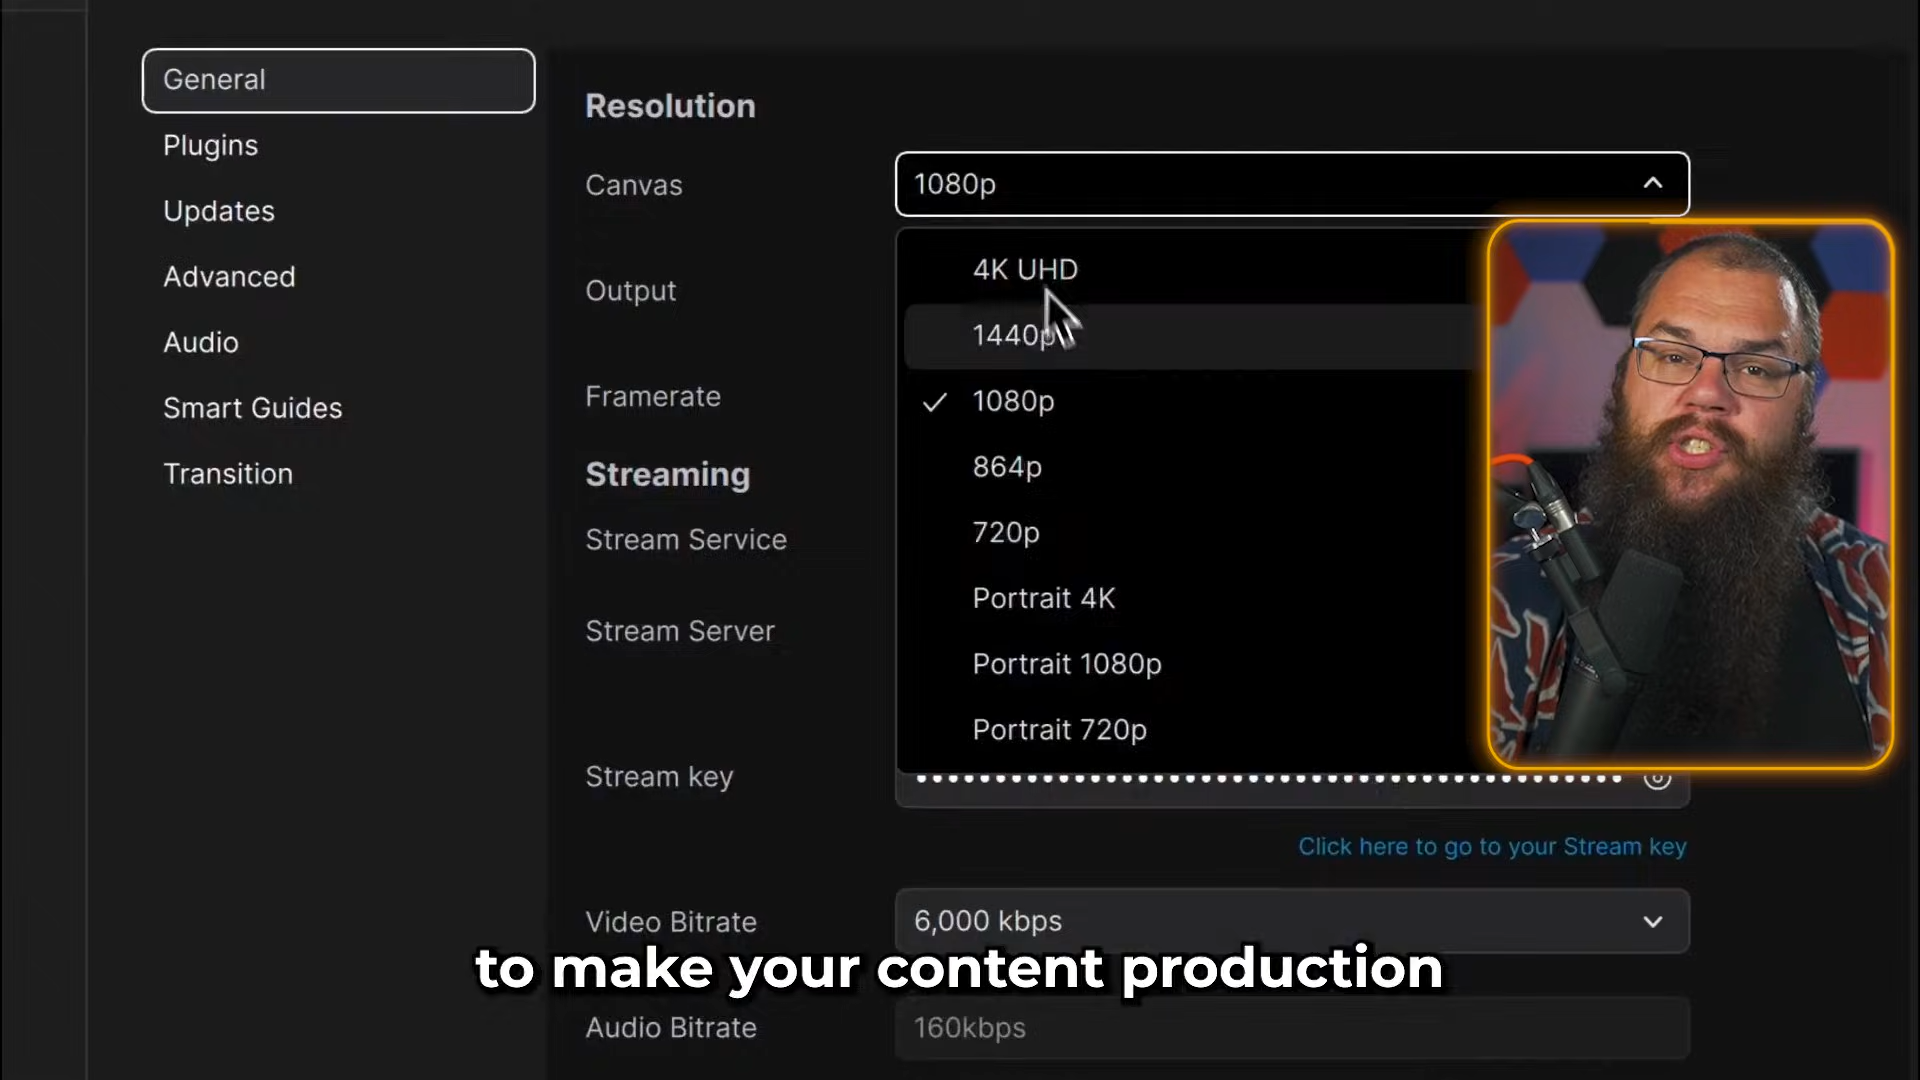 General
Plugins
Updates
Advanced
Audio
Smart Guides
Transition
Resolution
Canvas
1080p
Output
Framerate
4K UHD
1440p
1080p
864p
720p
Portrait 4K
Portrait 1080p
Portrait 720p
Streaming
Stream Service
Stream Server
Stream key
Click here to go to your Stream key
Video Bitrate
6,000 kbps
to make your content production
Audio Bitrate
160kbps